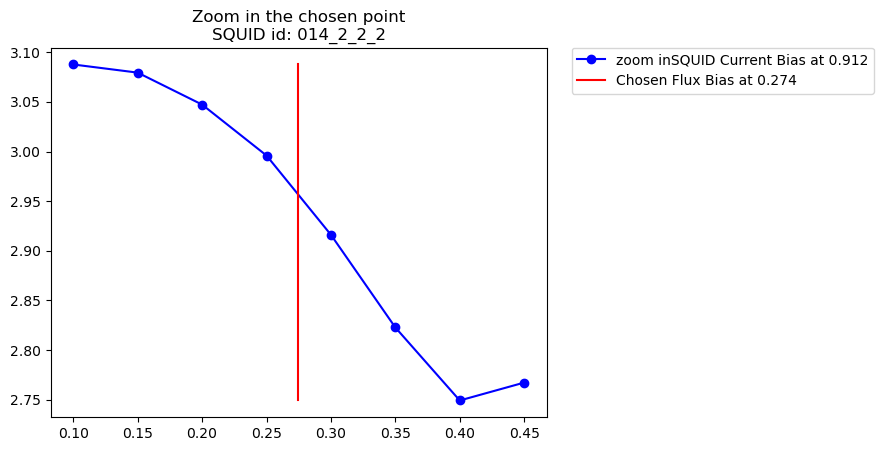 Zoom in the chosen point
SQUID id: 014_2_2_2
zoom inSQUID Current Bias at 0.912
Chosen Flux Bias at 0.274
3.10
3.05
3.00
2.95
2.90
2.85
2.80
2.75
0.10 0.15 0.20 0.25 0.30 0.35 0.40 0.45